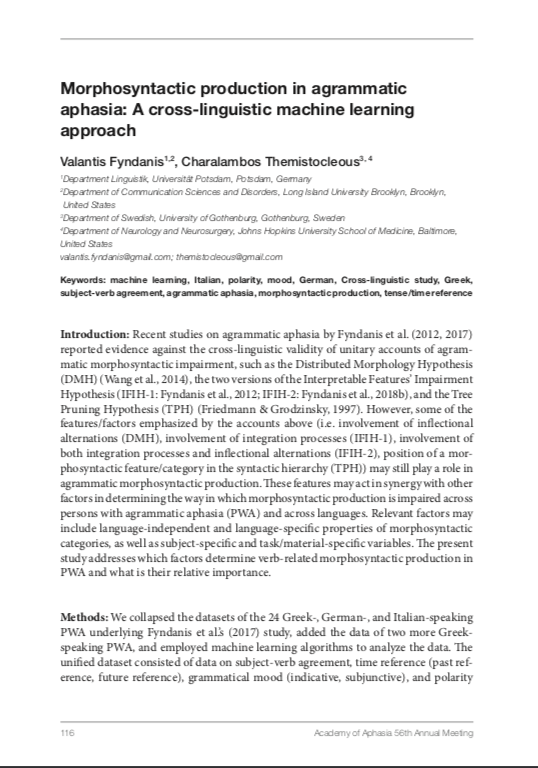 Morphosyntactic production in agrammatic
aphasia: A cross-linguistic machine learning
approach
Valantis Fyndanis1,2, Charalambos Themistocleous3, 4
1Department Linguistik, Universität Potsdam, Potsdam, Germany
2Department of Communication Sciences and Disorders, Long Island University Brooklyn, Brooklyn,
United States
3Department of Swedish, University of Gothenburg, Gothenburg, Sweden
4Department of Neurology and Neurosurgery, Johns Hopkins University School of Medicine, Baltimore,
United States
valantis.fyndanis@gmail.com; themistocleous@gmail.com
Keywords: machine learning, Italian, polarity, mood, German, Cross-linguistic study, Greek,
subject-verb agreement, agrammatic aphasia, morphosyntactic production, tense/time reference
Introduction: Recent studies on agrammatic aphasia by Fyndanis et al. (2012, 2017)
reported evidence against the cross-linguistic validity of unitary accounts of agram-
matic morphosyntactic impairment, such as the Distributed Morphology Hypothesis
(DMH) (Wang et al., 2014), the two versions of the Interpretable Features' Impairment
Hypothesis (IFIH-1: Fyndanis et al., 2012; IFIH-2: Fyndanis et al., 2018b), and the Tree
Pruning Hypothesis (TPH) (Friedmann & Grodzinsky, 1997). However, some of the
features/factors emphasized by the accounts above (i.e. involvement of inflectional
alternations (DMH), involvement of integration processes (IFIH-1), involvement of
both integration processes and inflectional alternations (IFIH-2), position of a mor-
phosyntactic feature/category in the syntactic hierarchy (TPH)) may still play a role in
agrammatic morphosyntactic production. These features may act in synergy with other
factors in determining the way in which morphosyntactic production is impaired across
persons with agrammatic aphasia (PWA) and across languages. Relevant factors may
include language-independent and language-specific properties of morphosyntactic
categories, as well as subject-specific and task/material-specific variables. The present
study addresses which factors determine verb-related morphosyntactic production in
PWA and what is their relative importance.
Methods: We collapsed the datasets of the 24 Greek-, German-, and Italian-speaking
PWA underlying Fyndanis et al.'s (2017) study, added the data of two more Greek-
speaking PWA, and employed machine learning algorithms to analyze the data. The
unified dataset consisted of data on subject-verb agreement, time reference (past ref-
erence, future reference), grammatical mood (indicative, subjunctive), and polarity
116 Academy of Aphasia 56th Annual Meeting